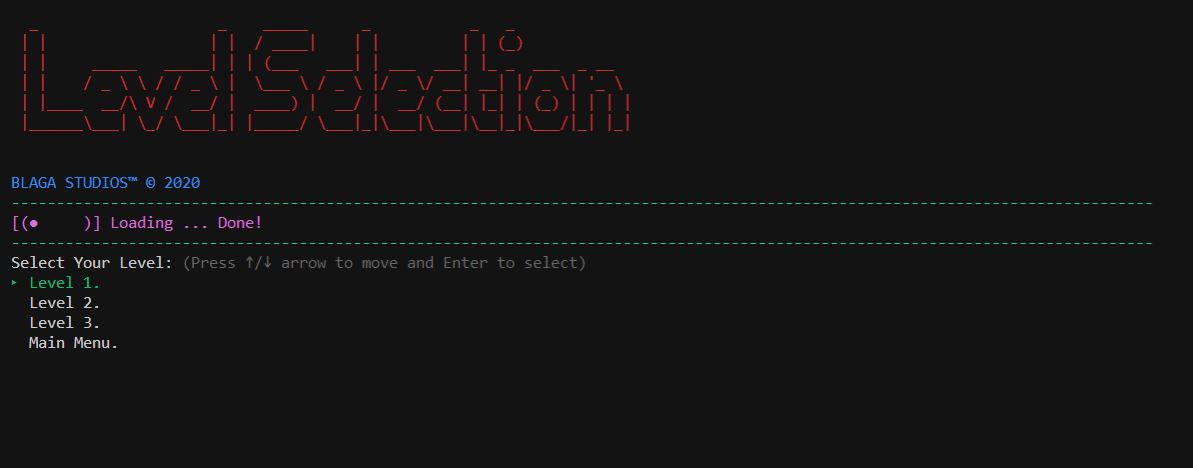 Level Selection
BLAGA STUDIOS™ © 2020
[(●     )] Loading ... Done!
Select Your Level: (Press ↑/↓ arrow to move and Enter to select)
‣ Level 1.
Level 2.
Level 3.
Main Menu.